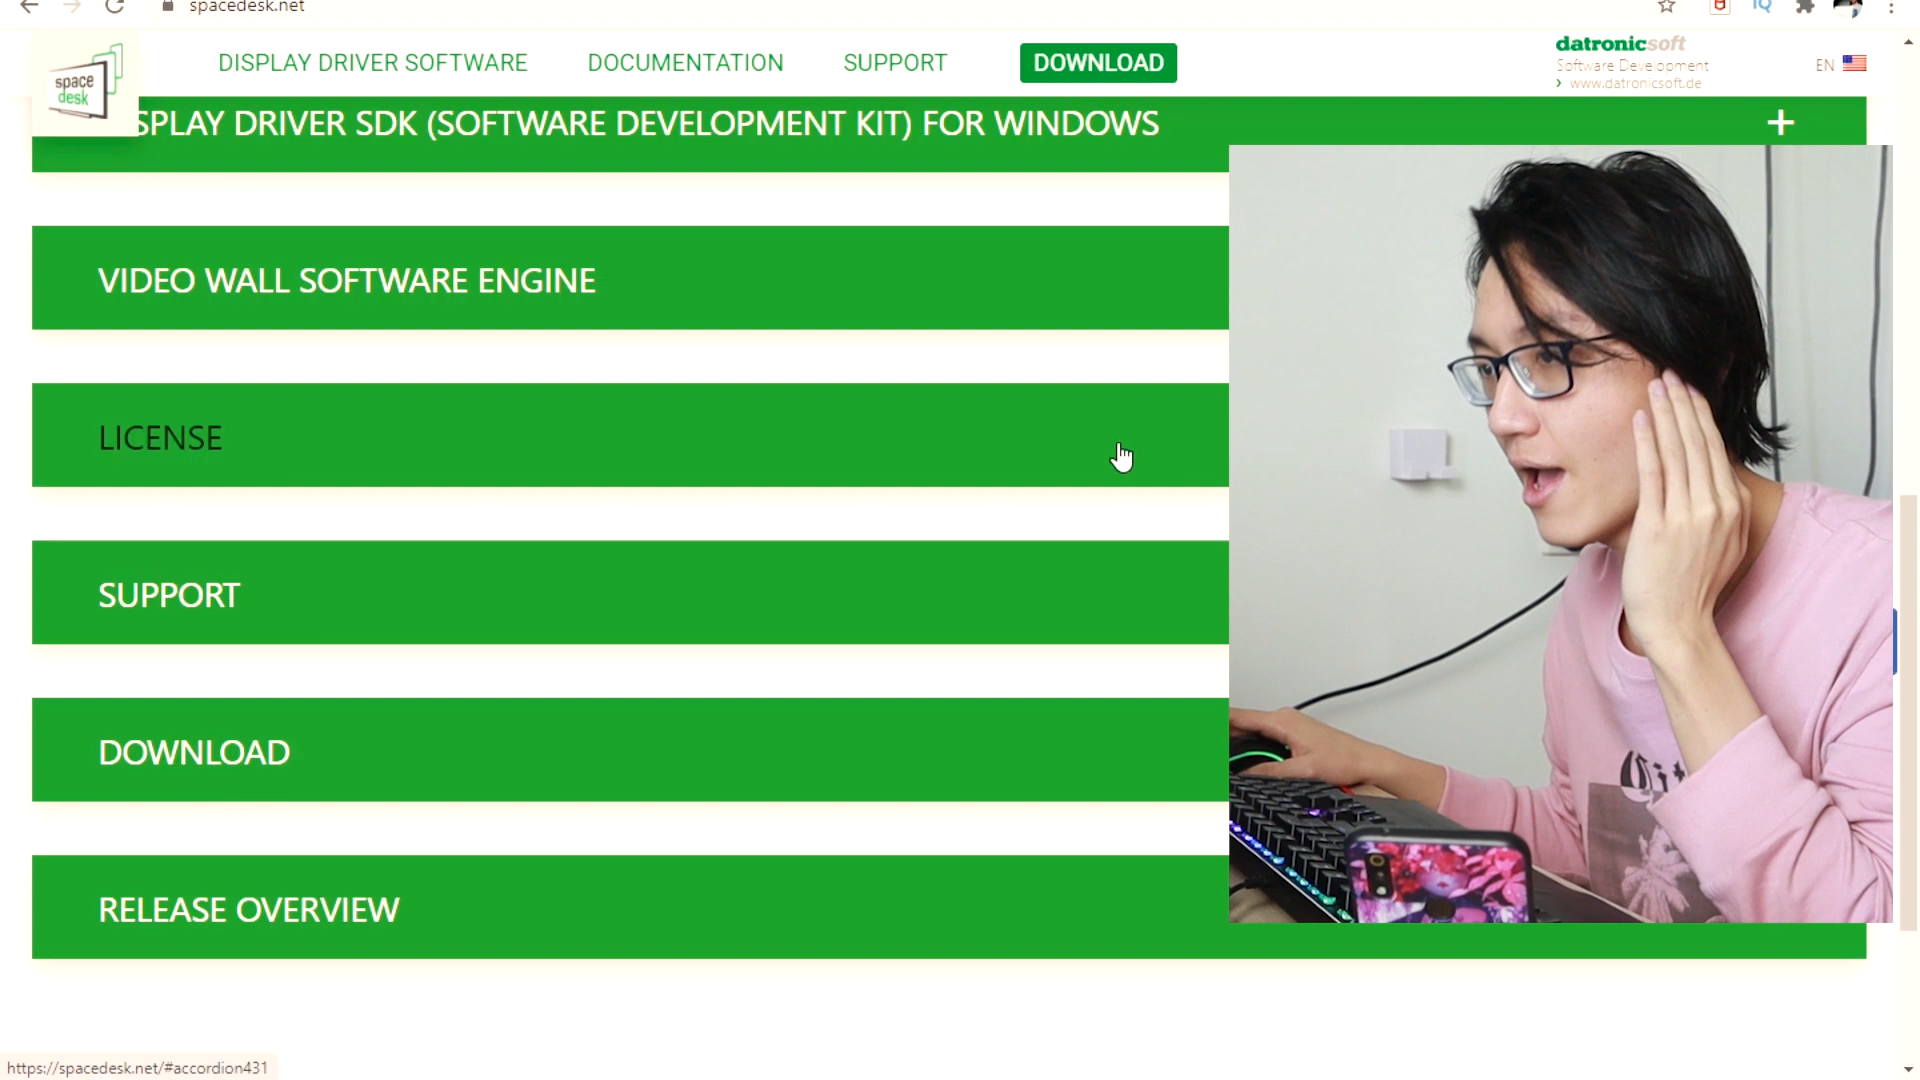 spacedesk.net
space
desk
DISPLAY DRIVER SOFTWARE
DOCUMENTATION
SUPPORT
DOWNLOAD
datronicsoft
Software Development
> www.datronicsoft.de
EN
SPLAY DRIVER SDK (SOFTWARE DEVELOPMENT KIT) FOR WINDOWS
+
VIDEO WALL SOFTWARE ENGINE
LICENSE
SUPPORT
DOWNLOAD
RELEASE OVERVIEW
https://spacedesk.net/#accordion431